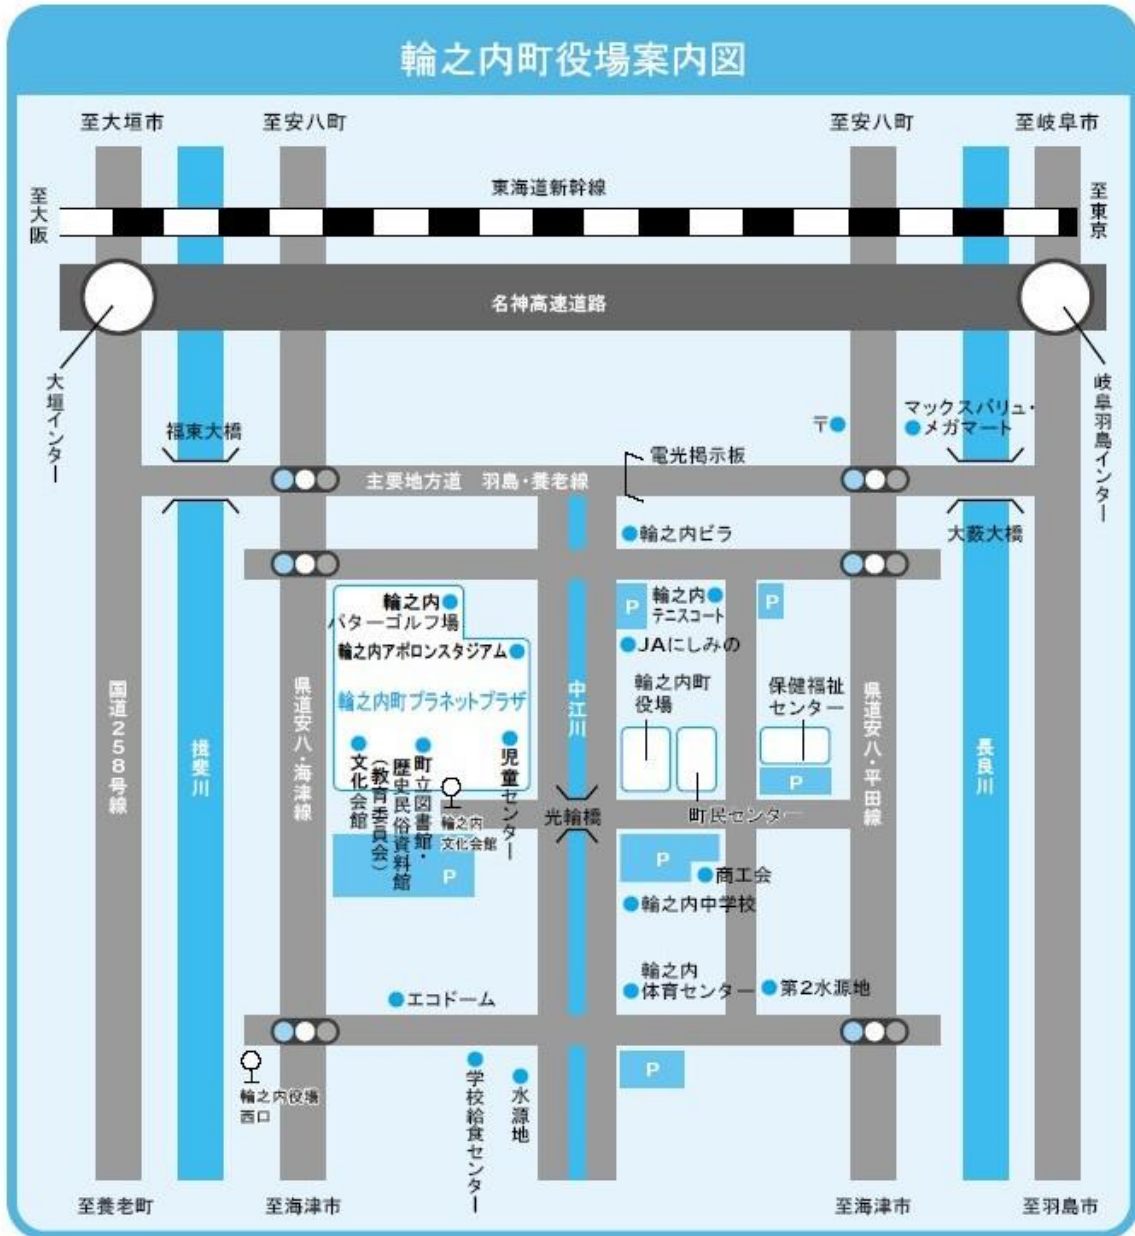 輪之内町役場案内図
至大垣市
至安八町
至安八町
至岐阜市
至大阪
東海道新幹線
至東京
名神高速道路
大垣インター
岐阜羽島インター
福東大橋
〒
マックスバリュ・
メガマート
電光掲示板
主要地方道 羽島・養老線
輪之内ビラ
大薮大橋
輪之内
パターゴルフ場
P
輪之内
テニスコート
P
輪之内アポロンスタジアム
JAにしみの
輪之内町プラネットプラザ
輪之内町
役場
保健福祉
センター
国道258号線
揖斐川
県道安八・海津線
中江川
県道安八・平田線
長良川
文化会館
(教育委員会)
町立図書館・
歴史民俗資料館
児童センター
P
輪之内
文化会館
光輪橋
町民センター
P
P
商工会
輪之内中学校
輪之内
体育センター
第2水源地
エコドーム
輪之内役場
西口
学校給食センター
水源地
P
至養老町
至海津市
至海津市
至羽島市